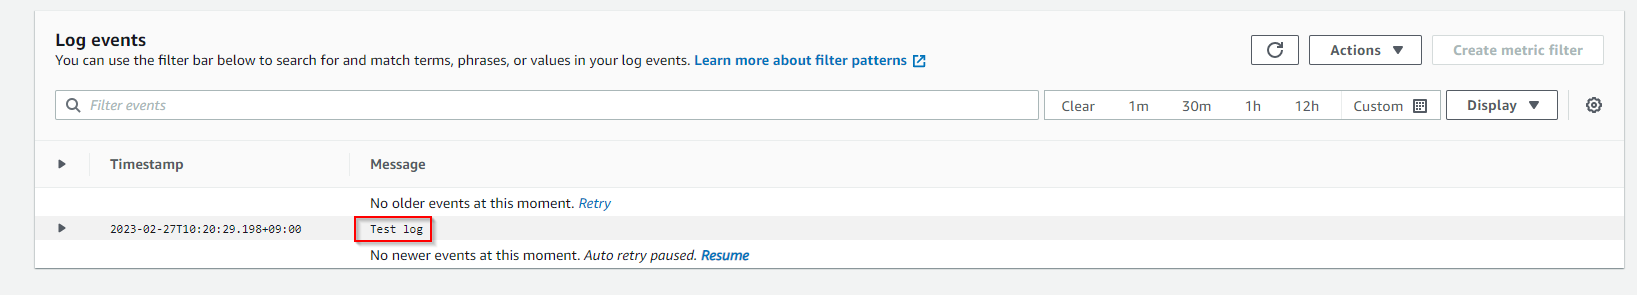 Log events
You can use the filter bar below to search for and match terms, phrases, or values in your log events. Learn more about filter patterns
Actions
Create metric filter
Filter events
Clear 1m 30m 1h 12h Custom
Display
Timestamp Message
No older events at this moment. Retry
2023-02-27T10:20:29.198+09:00 Test log
No newer events at this moment. Auto retry paused. Resume